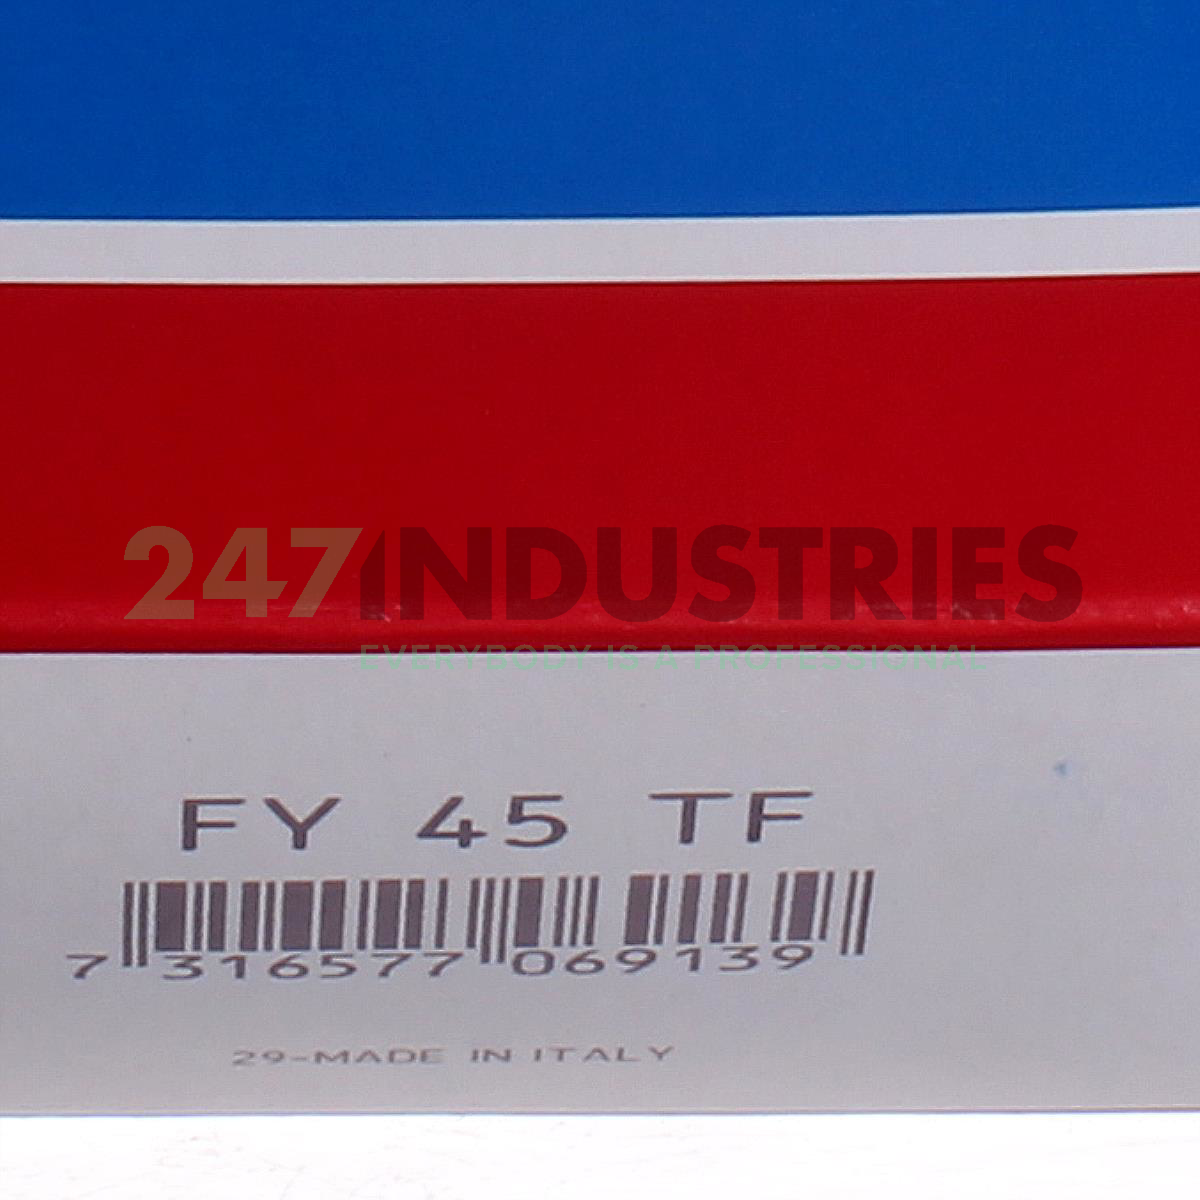 247INDUSTRIES
EVERYBODY IS A PROFESSIONAL
FY 45 TF
7 316577 069139
29-MADE IN ITALY